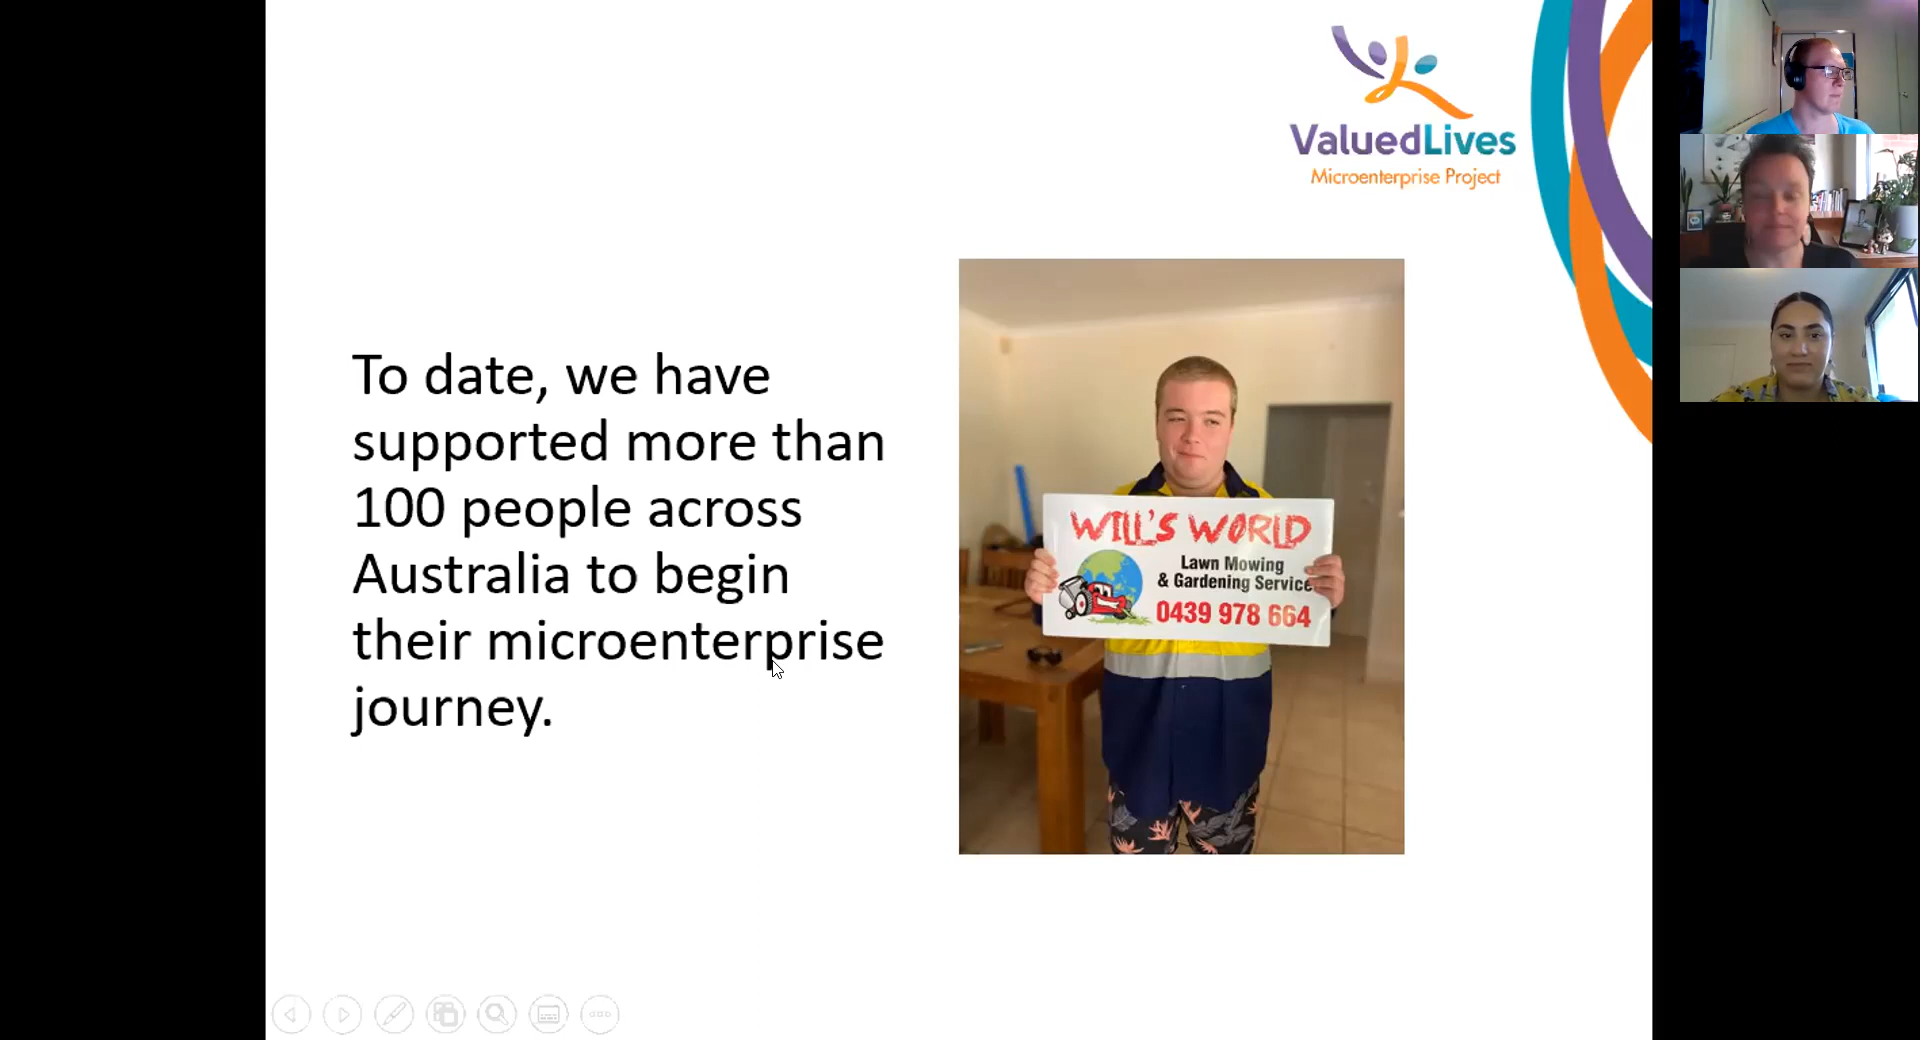 ValuedLives
Microenterprise Project
To date, we have
supported more than
100 people across
Australia to begin
their microenterprise
journey.
WILL'S WORLD
Lawn Mowing
& Gardening Service
0439 978 664